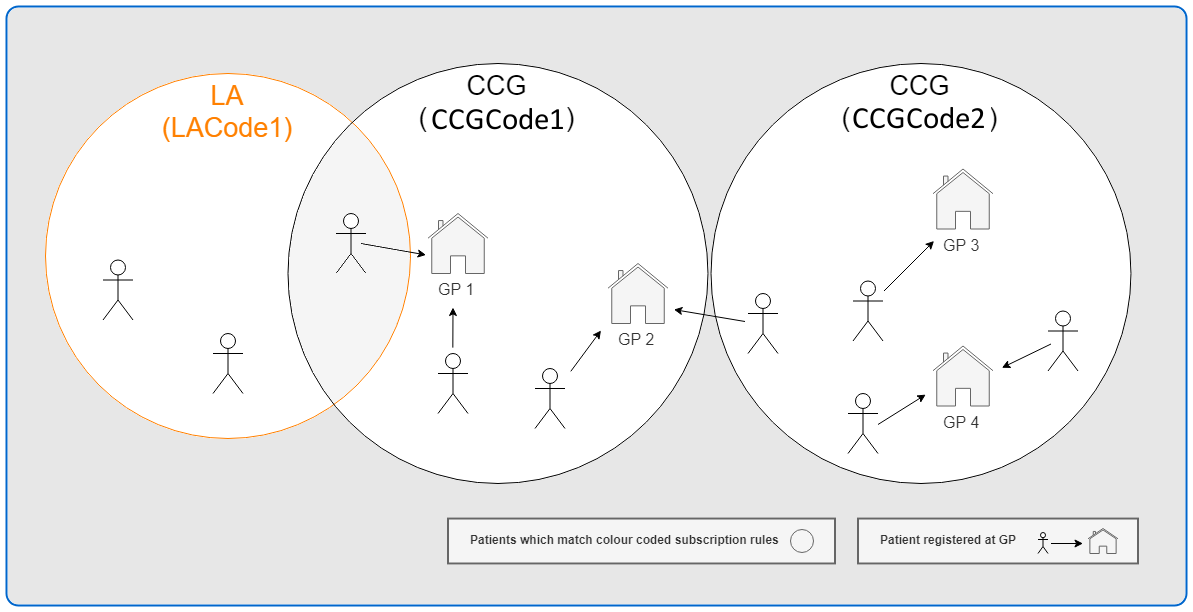 LA
(LACode1)
CCG
(CCGCode1)
CCG
(CCGCode2)
GP 1
GP 2
GP 3
GP 4
Patients which match colour coded subscription rules
Patient registered at GP